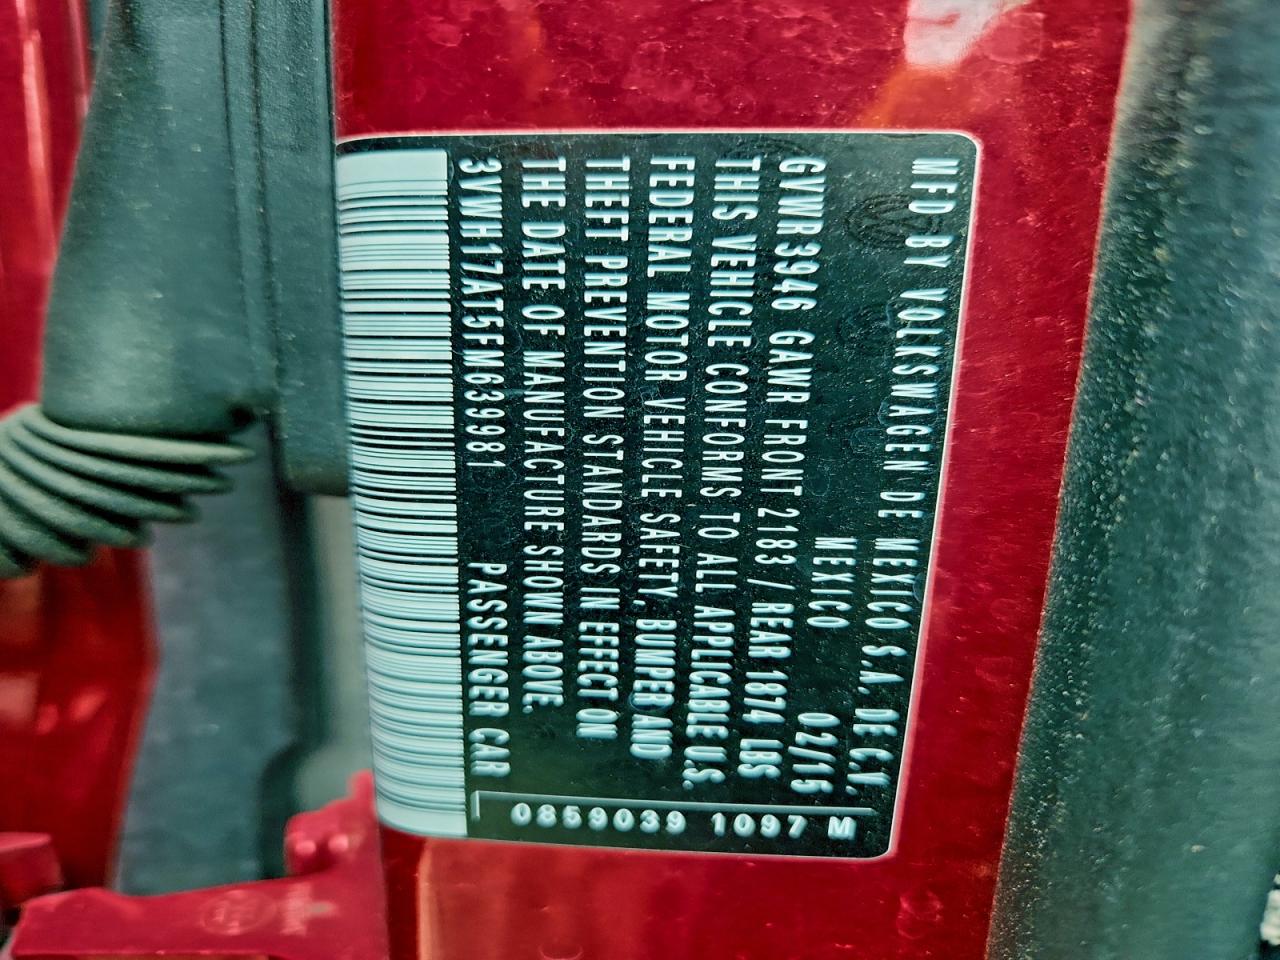 MFD BY VOLKSWAGEN DE MEXICO S.A. DE C.V.
MEXICO 02/15
GVWR 3946 GAWR FRONT 2183 / REAR 1874 LBS
THIS VEHICLE CONFORMS TO ALL APPLICABLE U.S.
FEDERAL MOTOR VEHICLE SAFETY, BUMPER AND
THEFT PREVENTION STANDARDS IN EFFECT ON
THE DATE OF MANUFACTURE SHOWN ABOVE.
3VWH17AT5FM639981 PASSENGER CAR
0859039 1097 M